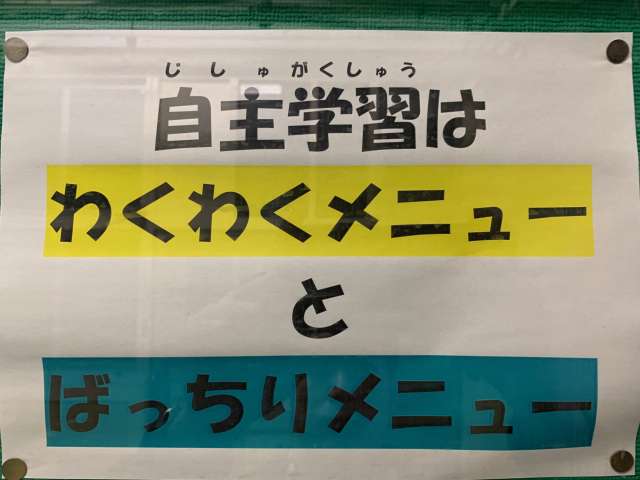 じしゅがくしゅう
自主学習は
わくわくメニュー
と
ばっちりメニュー